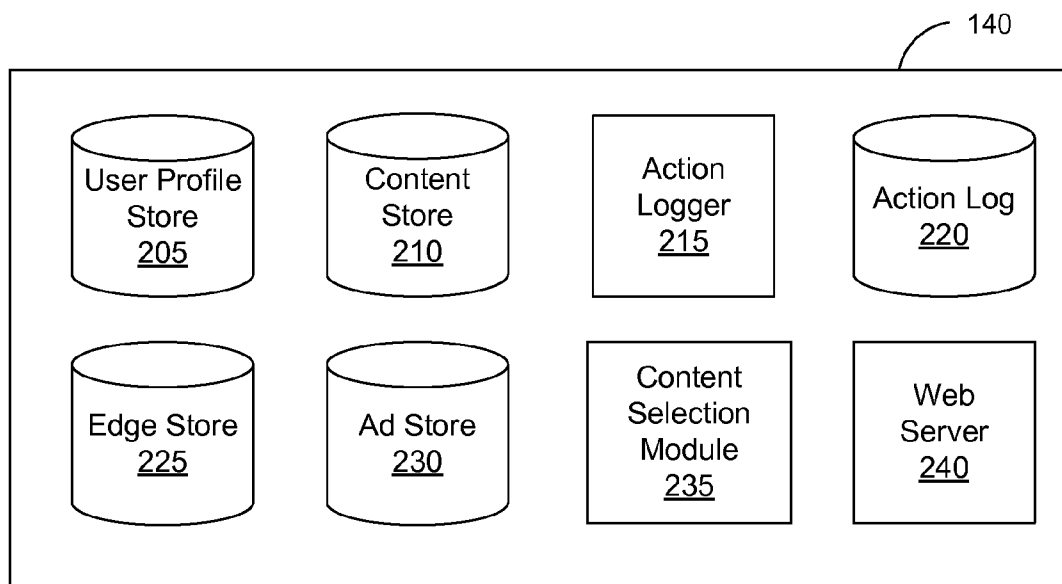 140
User Profile
Store
205
Content
Store
210
Action
Logger
215
Action Log
220
Edge Store
225
Ad Store
230
Content
Selection
Module
235
Web
Server
240